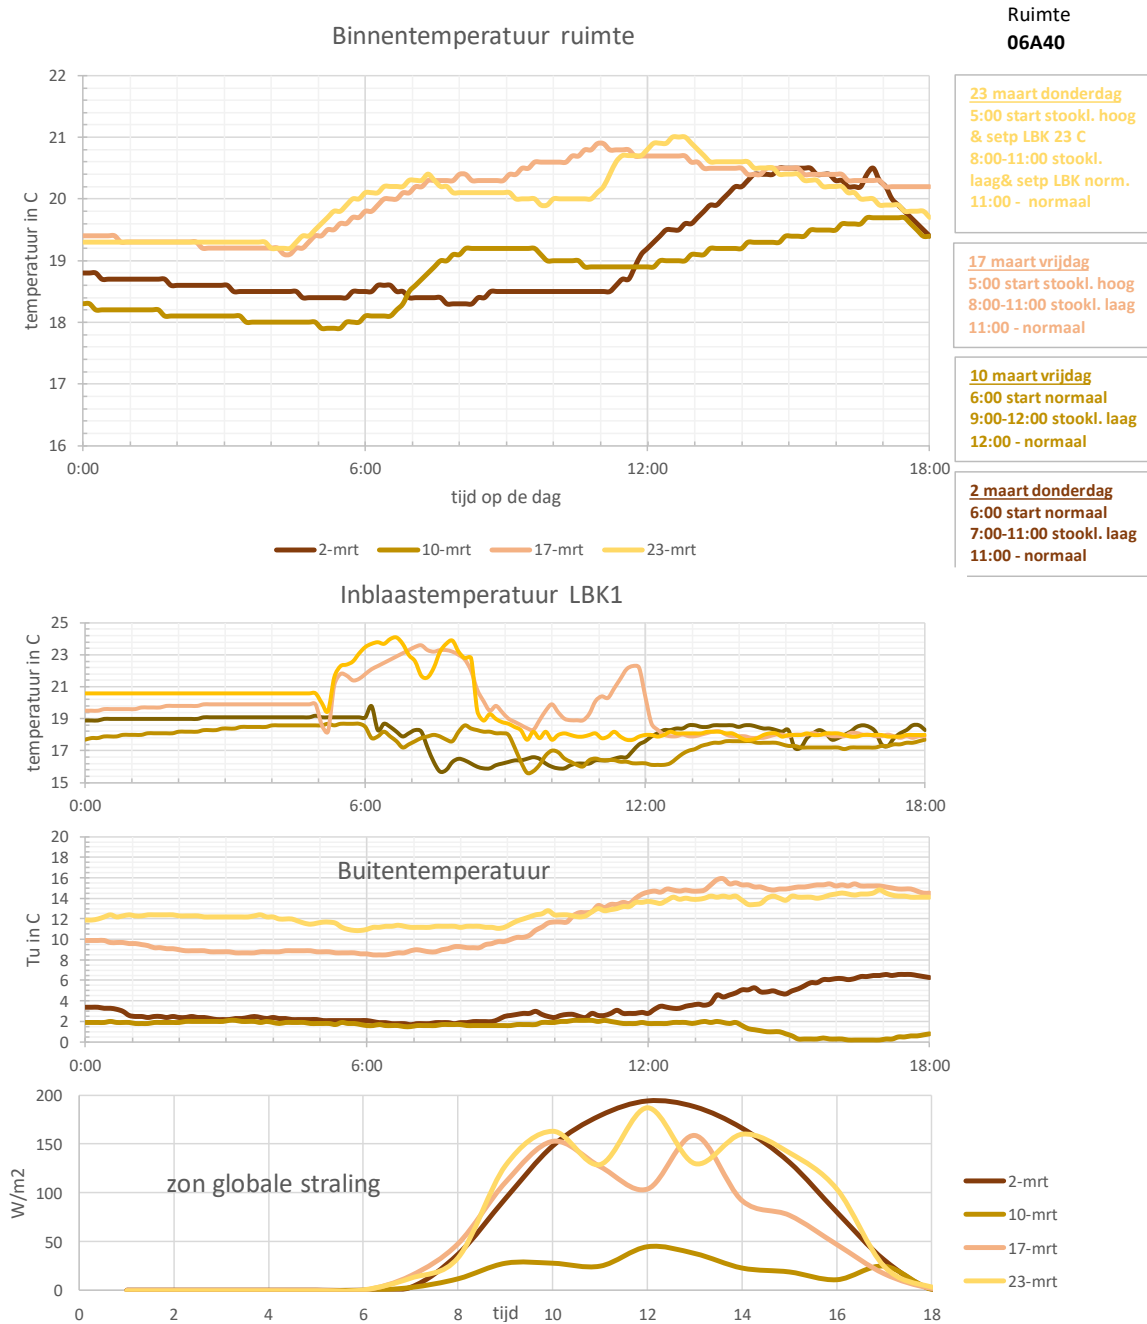 Ruimte
06A40
Binnentemperatuur ruimte
temperatuur in C
22
21
20
19
18
17
16
0:00
6:00
12:00
18:00
tijd op de dag
2-mrt
10-mrt
17-mrt
23-mrt
23 maart donderdag
5:00 start stookl. hoog
& setp LBK 23 C
8:00-11:00 stookl.
laag& setp LBK norm.
11:00 - normaal
17 maart vrijdag
5:00 start stookl. hoog
8:00-11:00 stookl. laag
11:00 - normaal
10 maart vrijdag
6:00 start normaal
9:00-12:00 stookl. laag
12:00 - normaal
2 maart donderdag
6:00 start normaal
7:00-11:00 stookl. laag
11:00 - normaal
Inblaastemperatuur LBK1
temperatuur in C
25
23
21
19
17
15
0:00
6:00
12:00
18:00
Buitentemperatuur
Tu in C
20
18
16
14
12
10
8
6
4
2
0
0:00
6:00
12:00
18:00
zon globale straling
W/m2
200
150
100
50
0
0
2
4
6
8
tijd
10
12
14
16
18
2-mrt
10-mrt
17-mrt
23-mrt